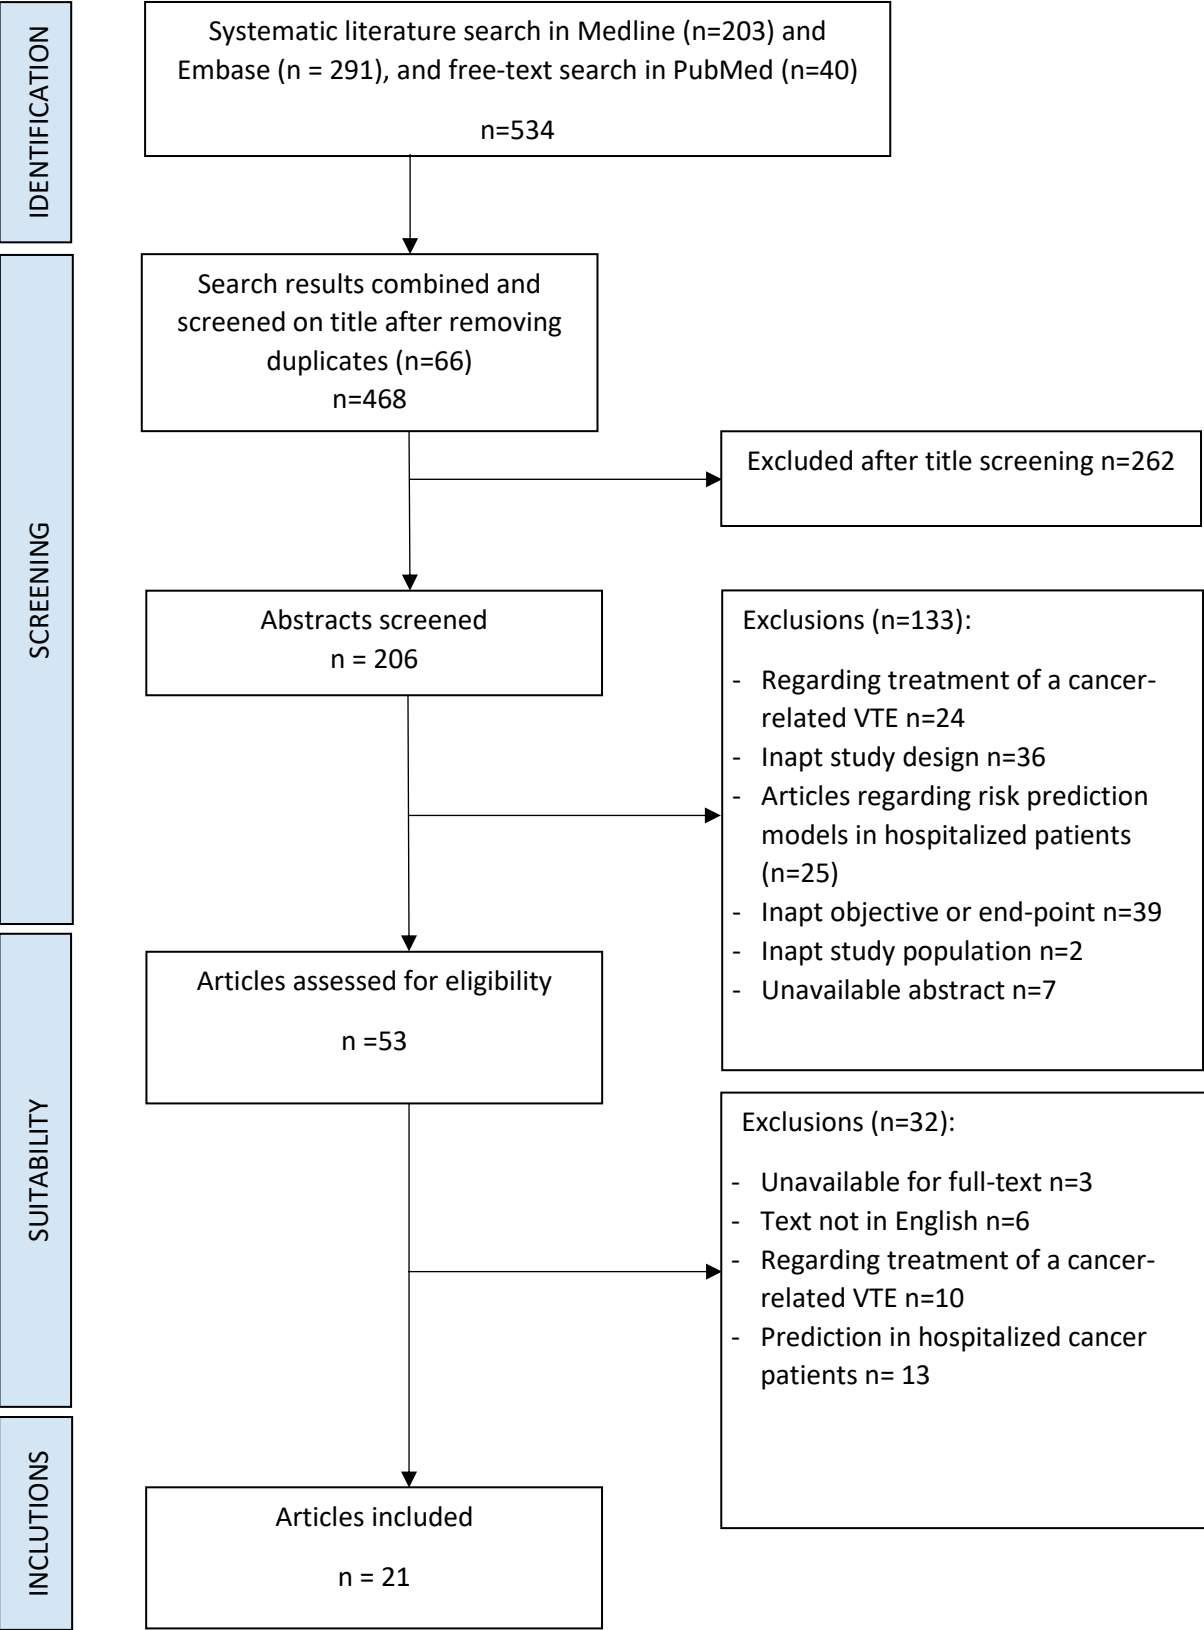 IDENTIFICATION
Systematic literature search in Medline (n=203) and
Embase (n = 291), and free-text search in PubMed (n=40)
n=534
SCREENING
Search results combined and
screened on title after removing
duplicates (n=66)
n=468
Excluded after title screening n=262
Abstracts screened
n = 206
Exclusions (n=133):
- Regarding treatment of a cancer-
related VTE n=24
- Inapt study design n=36
- Articles regarding risk prediction
models in hospitalized patients
(n=25)
- Inapt objective or end-point n=39
- Inapt study population n=2
- Unavailable abstract n=7
SUITABILITY
Articles assessed for eligibility
n =53
Exclusions (n=32):
- Unavailable for full-text n=3
- Text not in English n=6
- Regarding treatment of a cancer-
related VTE n=10
- Prediction in hospitalized cancer
patients n= 13
INCLUTIONS
Articles included
n = 21